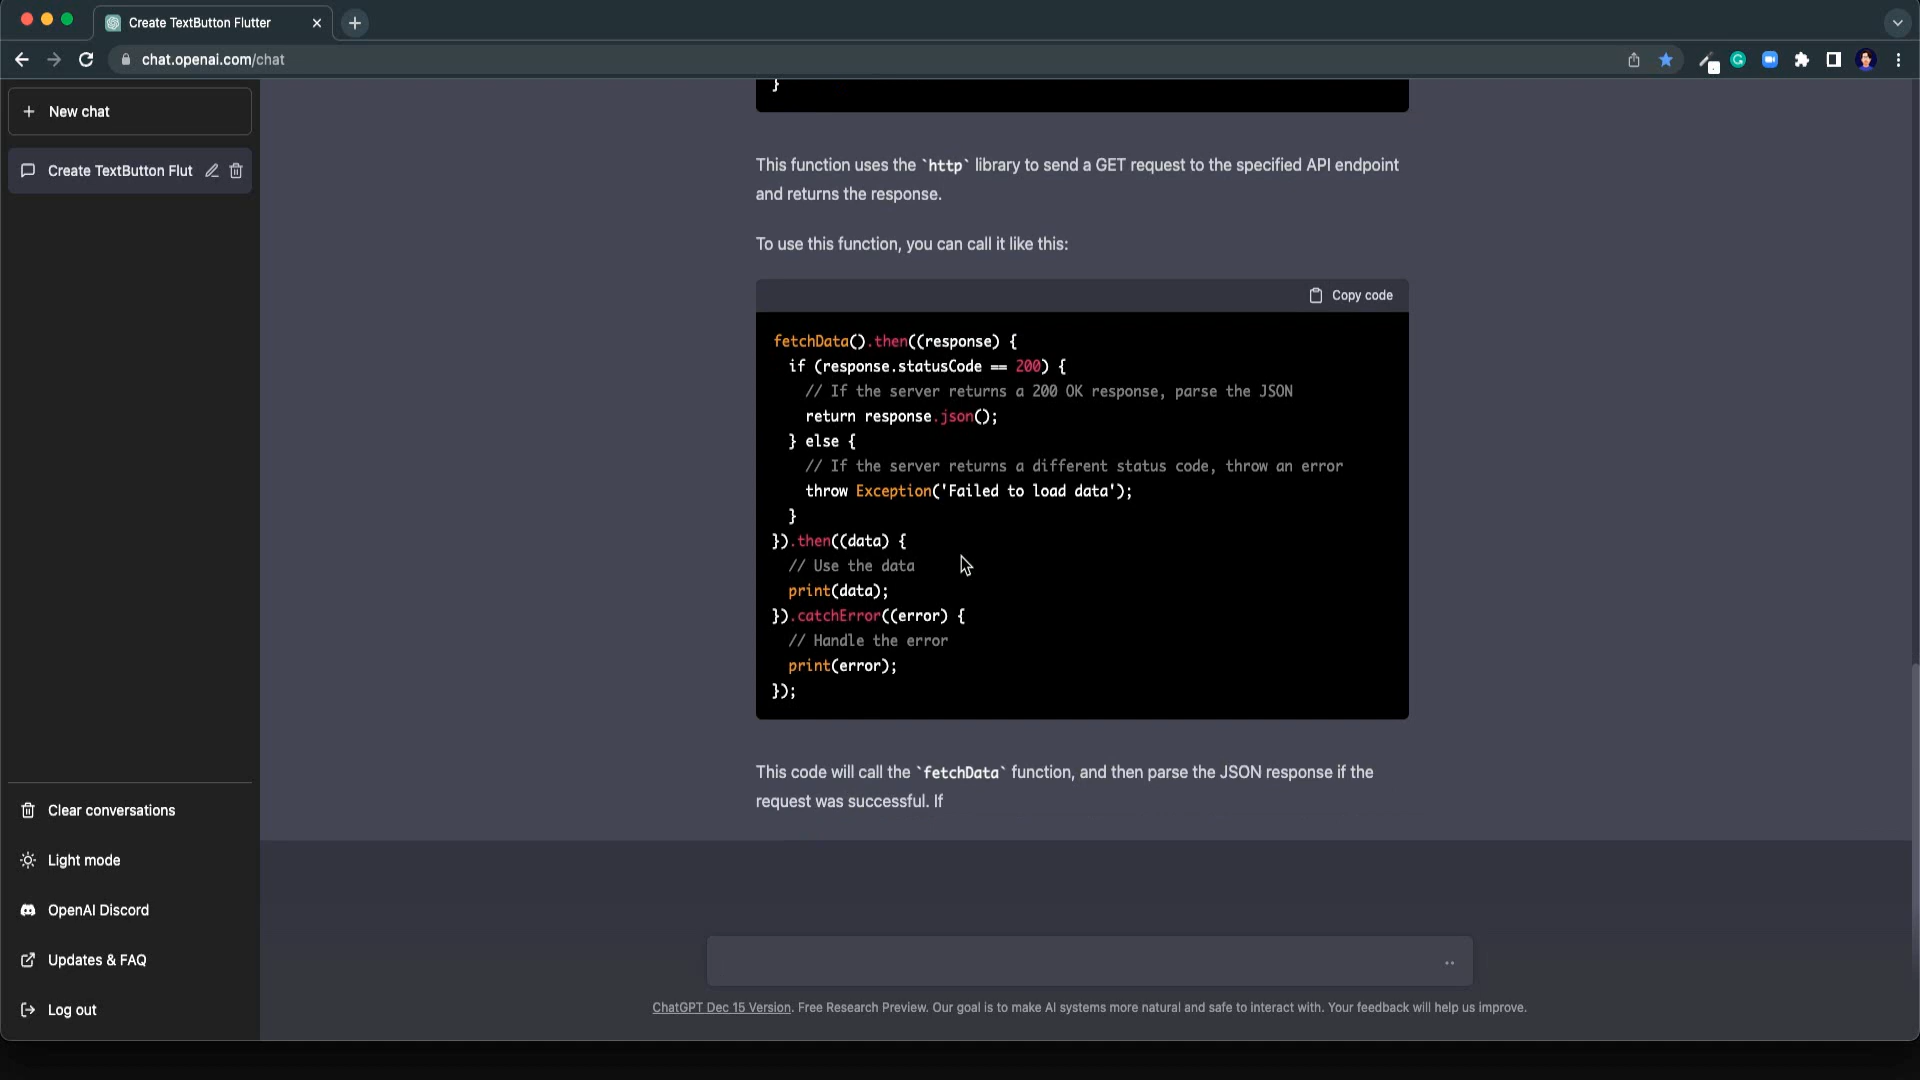 Create TextButton Flutter
chat.openai.com/chat
New chat
Create TextButton Flut
Clear conversations
Light mode
OpenAI Discord
Updates & FAQ
Log out
}
This function uses the `http` library to send a GET request to the specified API endpoint
and returns the response.
To use this function, you can call it like this:
Copy code
fetchData().then((response) {
  if (response.statusCode == 200) {
    // If the server returns a 200 OK response, parse the JSON
    return response.json();
  } else {
    // If the server returns a different status code, throw an error
    throw Exception('Failed to load data');
  }
}).then((data) {
  // Use the data
  print(data);
}).catchError((error) {
  // Handle the error
  print(error);
});
This code will call the `fetchData` function, and then parse the JSON response if the
request was successful. If
ChatGPT Dec 15 Version. Free Research Preview. Our goal is to make AI systems more natural and safe to interact with. Your feedback will help us improve.